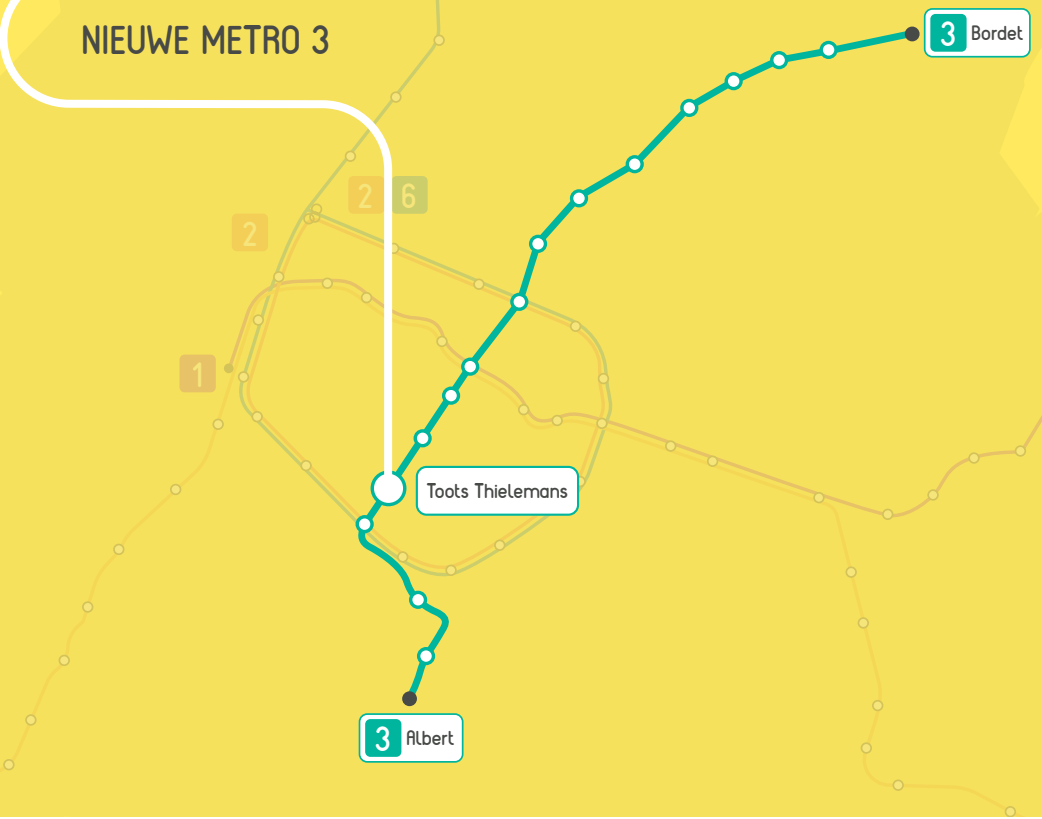 NIEUWE METRO 3
3 Bordet
2 6
2
1
Toots Thielemans
3 Albert